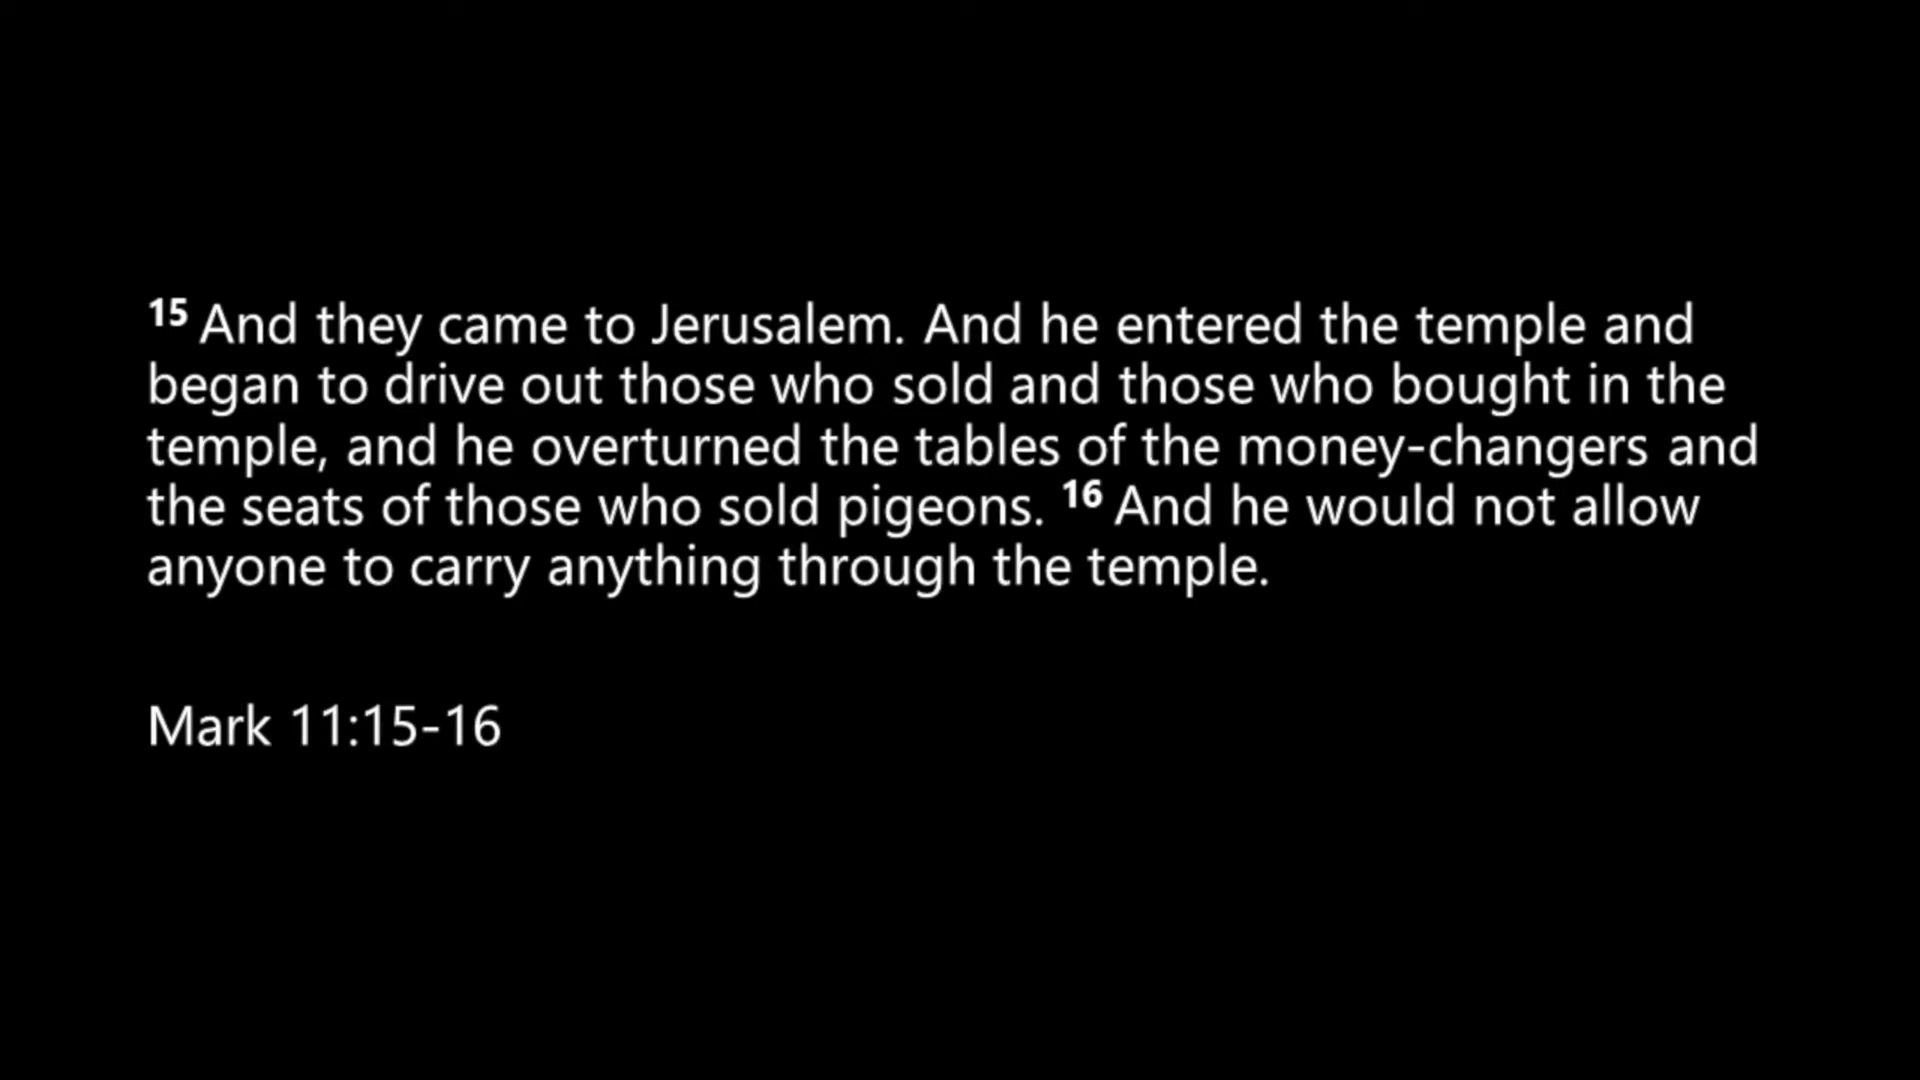 15 And they came to Jerusalem. And he entered the temple and
began to drive out those who sold and those who bought in the
temple, and he overturned the tables of the money-changers and
the seats of those who sold pigeons. 16 And he would not allow
anyone to carry anything through the temple.
Mark 11:15-16